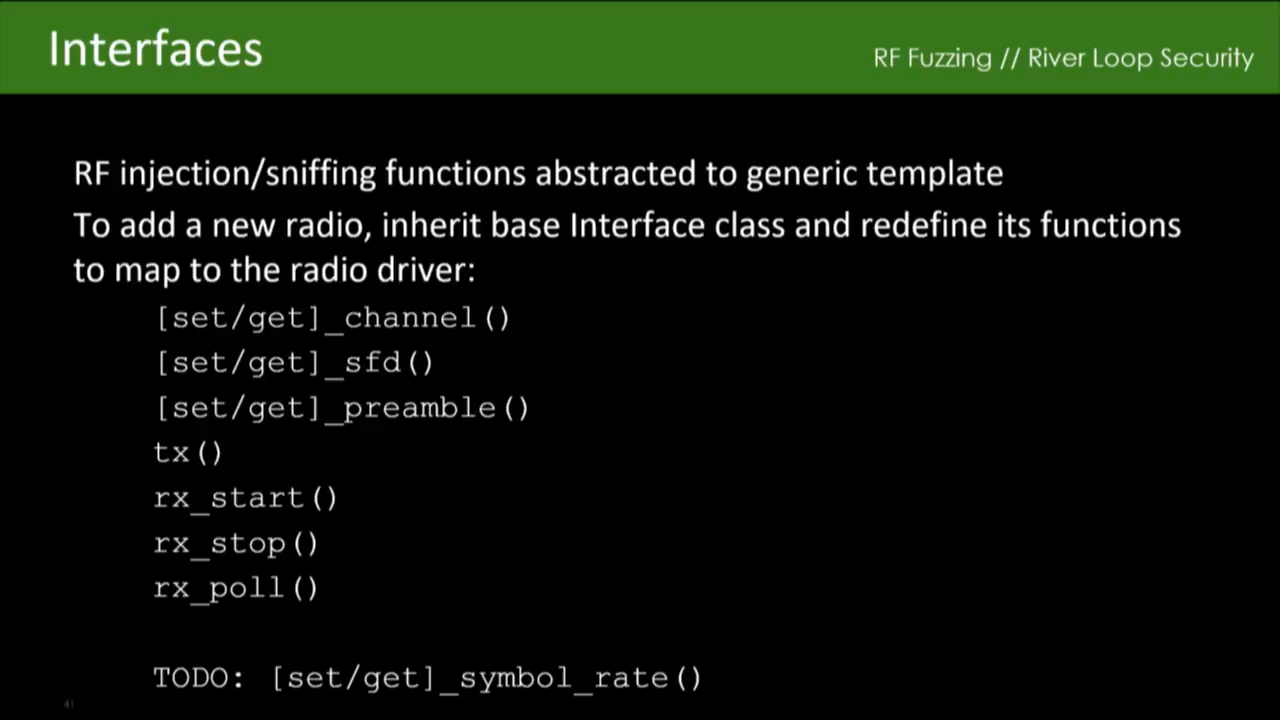 Interfaces
RF Fuzzing // River Loop Security
RF injection/sniffing functions abstracted to generic template
To add a new radio, inherit base Interface class and redefine its functions
to map to the radio driver:
[set/get]_channel()
[set/get]_sfd()
[set/get]_preamble()
tx()
rx_start()
rx_stop()
rx_poll()
TODO: [set/get]_symbol_rate()
41